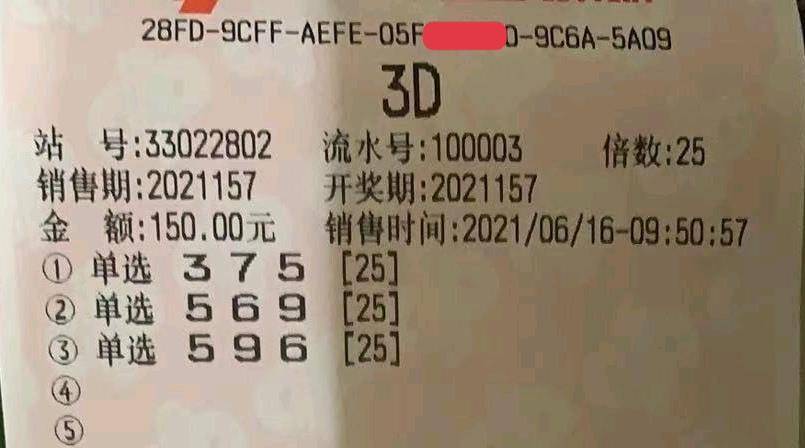 28FD-9CFF-AEFE-05F 0-9C6A-5A09
3D
站 号:33022802 流水号:100003 倍数:25
销售期:2021157 开奖期:2021157
金 额:150.00元 销售时间:2021/06/16-09:50:57
① 单选 3 7 5 [25]
② 单选 5 6 9 [25]
③ 单选 5 9 6 [25]
④
⑤